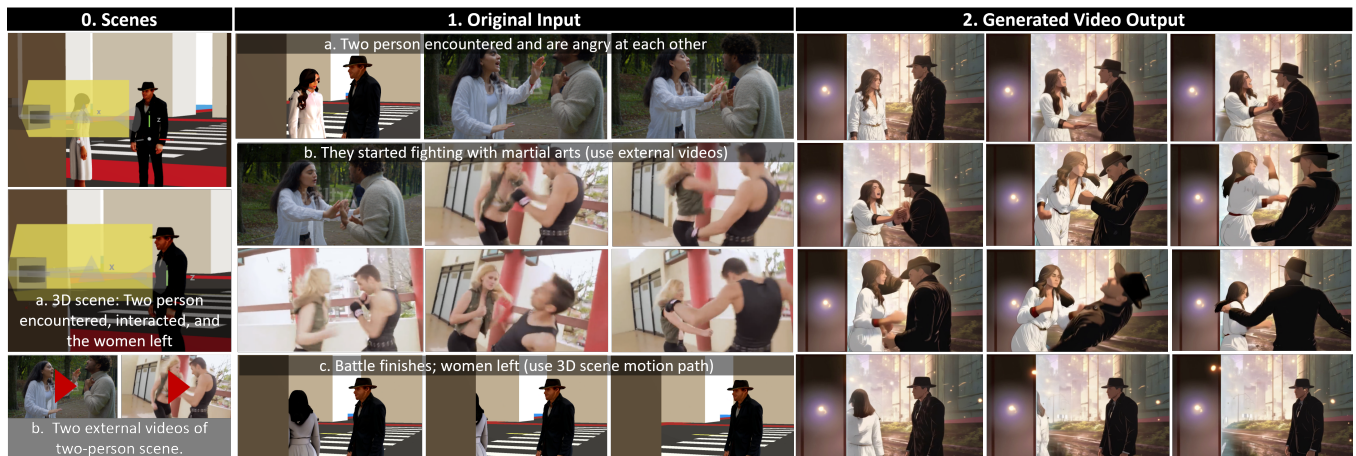 0. Scenes
1. Original Input
2. Generated Video Output
a. Two person encountered and are angry at each other
b. They started fighting with martial arts (use external videos)
x
z
x
z
a. 3D scene: Two person
encountered, interacted, and
the women left
c. Battle finishes; women left (use 3D scene motion path)
b. Two external videos of
two-person scene.